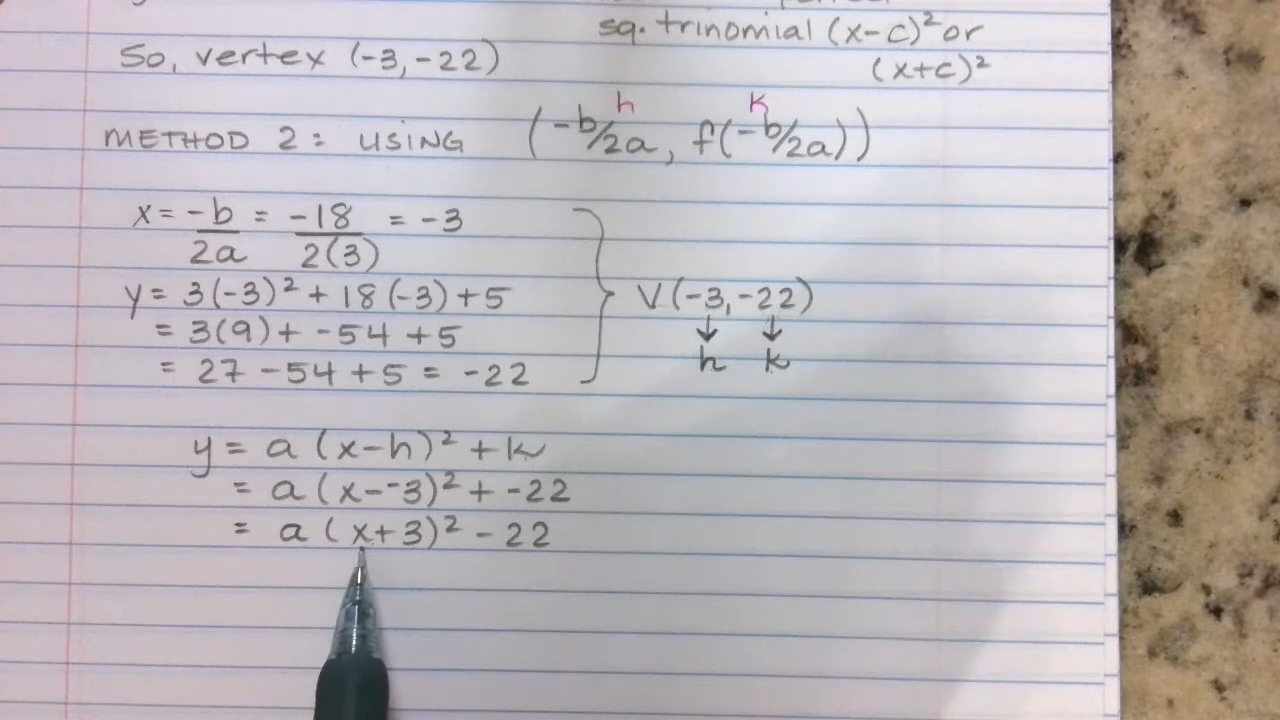 sq. trinomial (x-c)² or
(x+c)²
So, vertex (-3, -22)
h k
METHOD 2: USING (-b/2a, f(-b/2a))
x = -b/2a = -18/2(3) = -3
y = 3(-3)² + 18(-3) + 5
= 3(9) + -54 + 5
= 27 - 54 + 5 = -22
V(-3, -22)
↓ ↓
h k
y = a(x-h)² + k
= a(x--3)² + -22
= a(x+3)² - 22